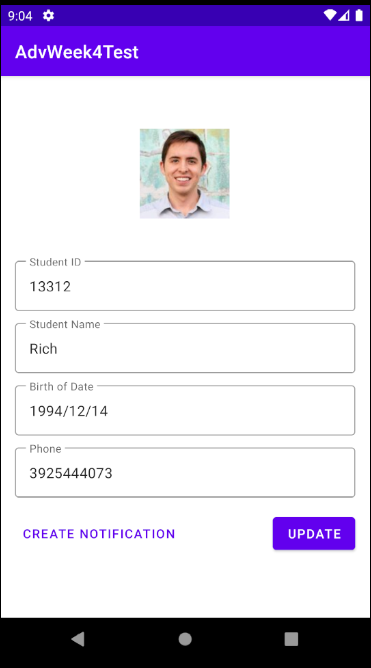 9:04
AdvWeek4Test
Student ID
13312
Student Name
Rich
Birth of Date
1994/12/14
Phone
3925444073
CREATE NOTIFICATION UPDATE